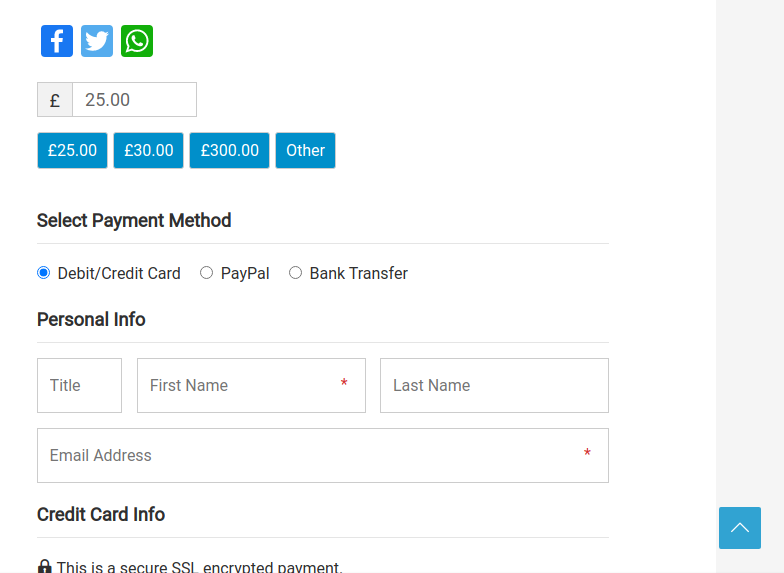 £ 25.00
£25.00 £30.00 £300.00 Other
Select Payment Method
Debit/Credit Card PayPal Bank Transfer
Personal Info
Title First Name * Last Name
Email Address *
Credit Card Info
This is a secure SSL encrypted payment.